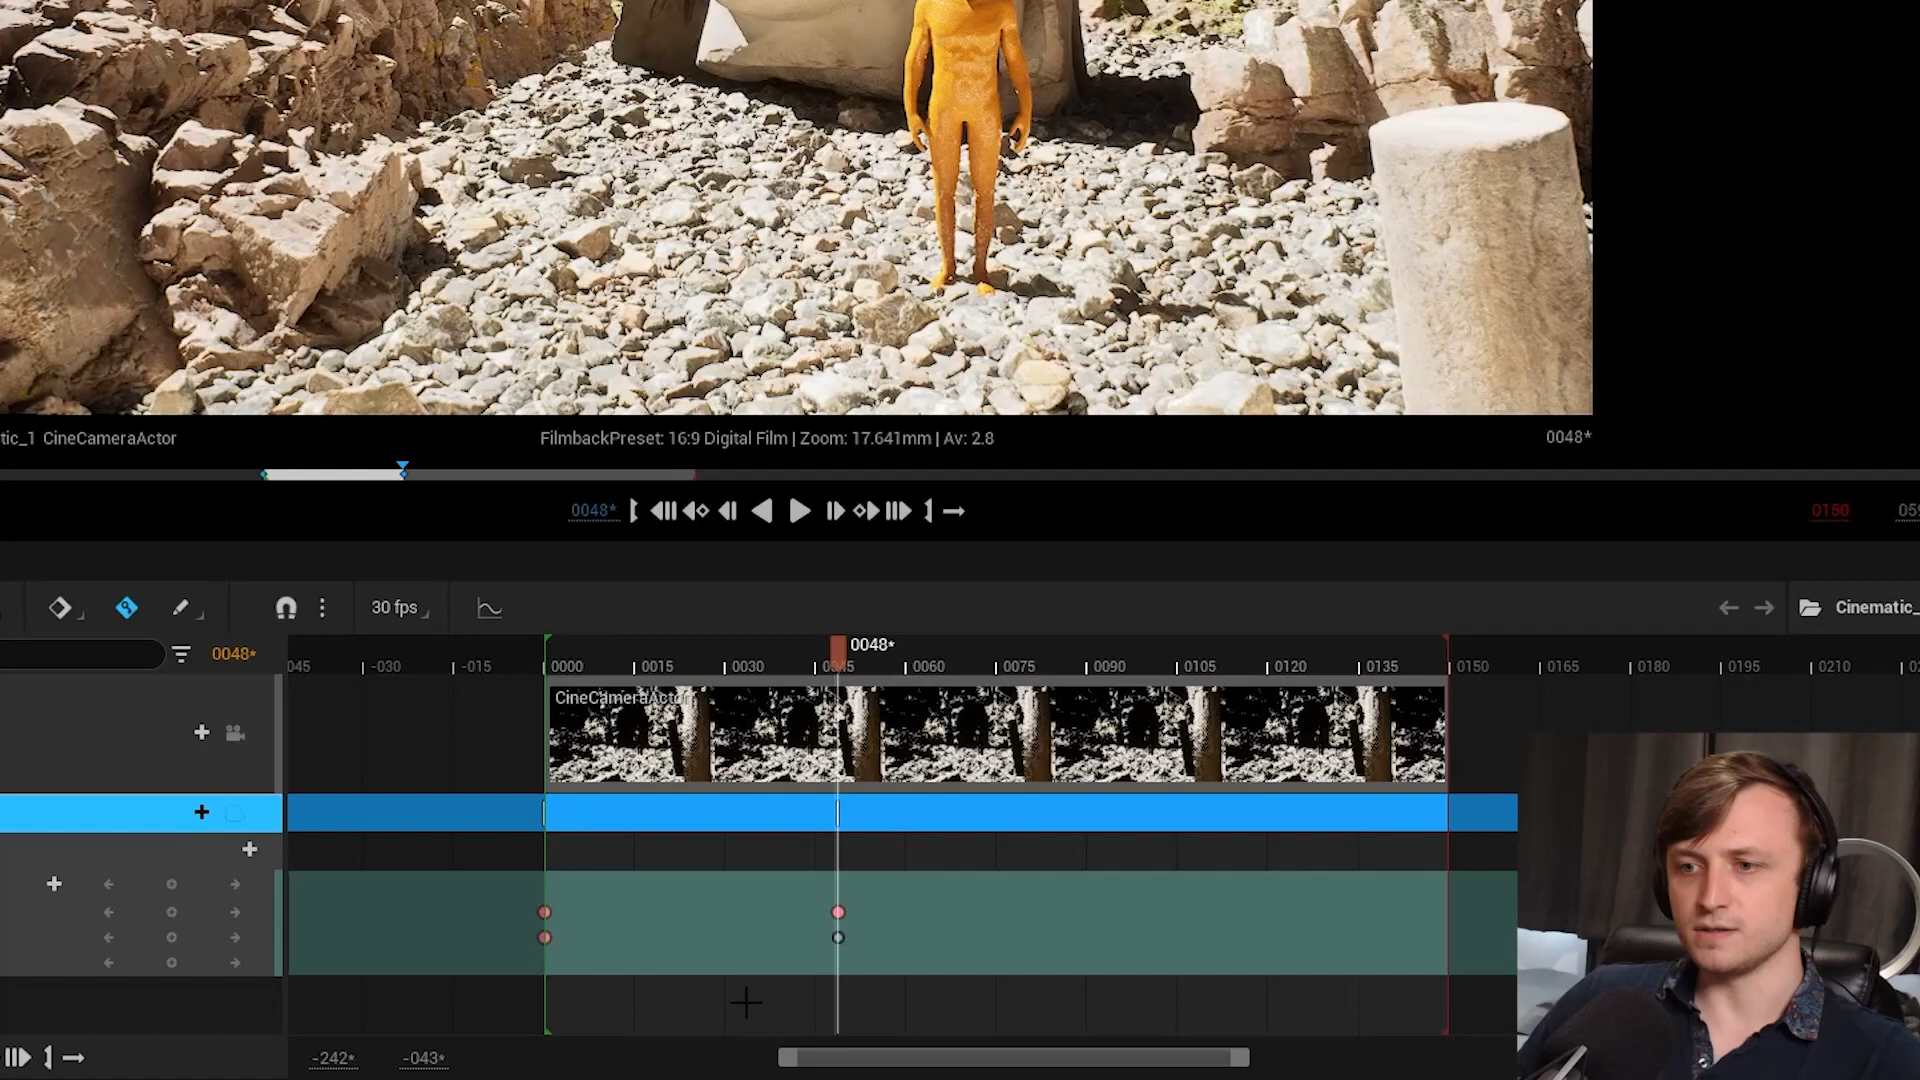 tic_1 CineCameraActor
FilmbackPreset: 16:9 Digital Film | Zoom: 17.641mm | Av: 2.8
0048*
0048*
0150
30 fps
Cinematic_
0048*
0048*
045 -030 -015 0000 0015 0030 0045 0060 0075 0090 0105 0120 0135 0150 0165 0180 0195 0210
CineCameraActor
-242* -043*